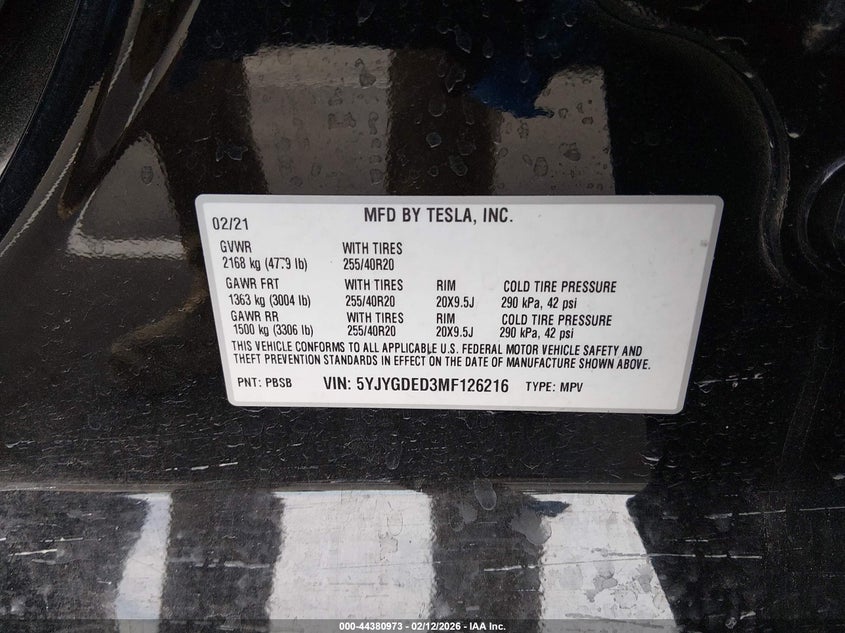 MFD BY TESLA, INC.
02/21
GVWR WITH TIRES
2168 kg lb) 255/40R20
GAWR FRT WITH TIRES RIM COLD TIRE PRESSURE
1363 kg (3004 lb) 255/40R20 20X9.5J 290 kPa, 42 psi
GAWR RR WITH TIRES RIM COLD TIRE PRESSURE
1500 kg (3306 lb) 255/40R20 20X9.5J 290 kPa, 42 psi
THIS VEHICLE CONFORMS TO ALL APPLICABLE U.S. FEDERAL MOTOR VEHICLE SAFETY AND
THEFT PREVENTION STANDARDS IN EFFECT ON THE DATE OF MANUFACTURE SHOWN ABOVE.
PNT: PBSB VIN: 5YJYGDED3MF126216 TYPE: MPV
000-44380973 - 02/12/2026 - IAA Inc.